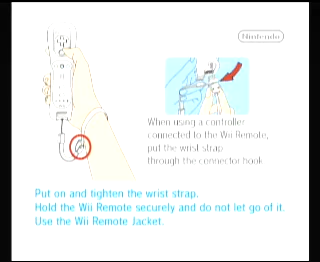 Nintendo
When using a controller
connected to the Wii Remote,
put the wrist strap
through the connector hook.
Put on and tighten the wrist strap.
Hold the Wii Remote securely and do not let go of it.
Use the Wii Remote Jacket.